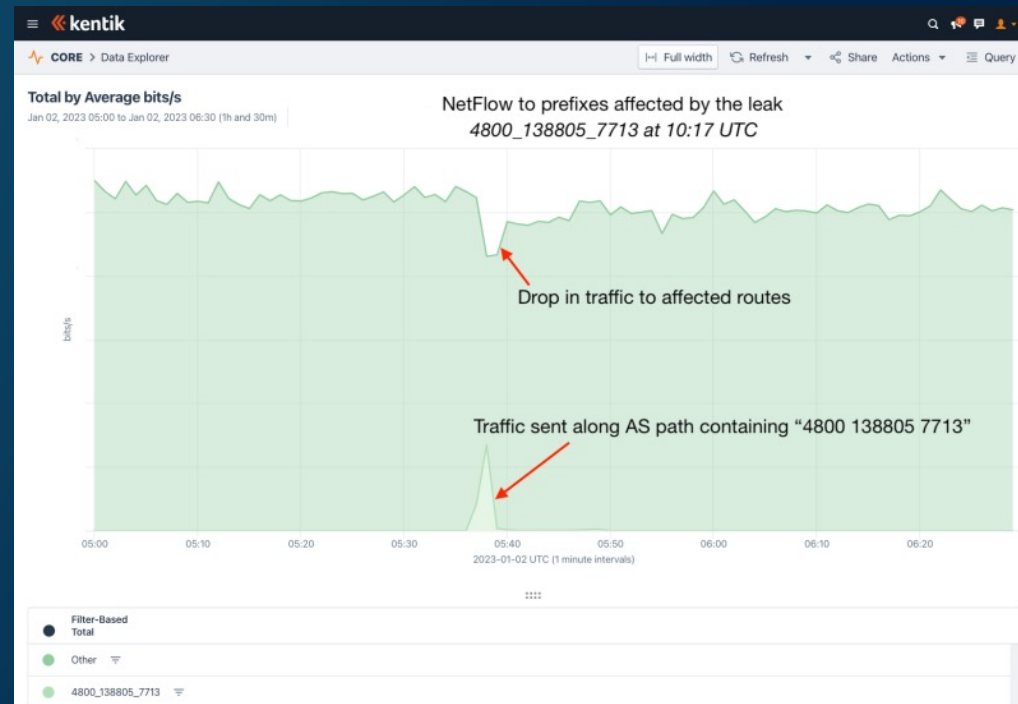 kentik
CORE > Data Explorer
Full width
Refresh
Share
Actions
Query
Total by Average bits/s
Jan 02, 2023 05:00 to Jan 02, 2023 06:30 (1h and 30m)
NetFlow to prefixes affected by the leak
4800_138805_7713 at 10:17 UTC
Drop in traffic to affected routes
bits/s
Traffic sent along AS path containing “4800 138805 7713”
05:00 05:10 05:20 05:30 05:40 05:50 06:00 06:10 06:20
2023-01-02 UTC (1 minute intervals)
Filter-Based
Total
Other
4800_138805_7713